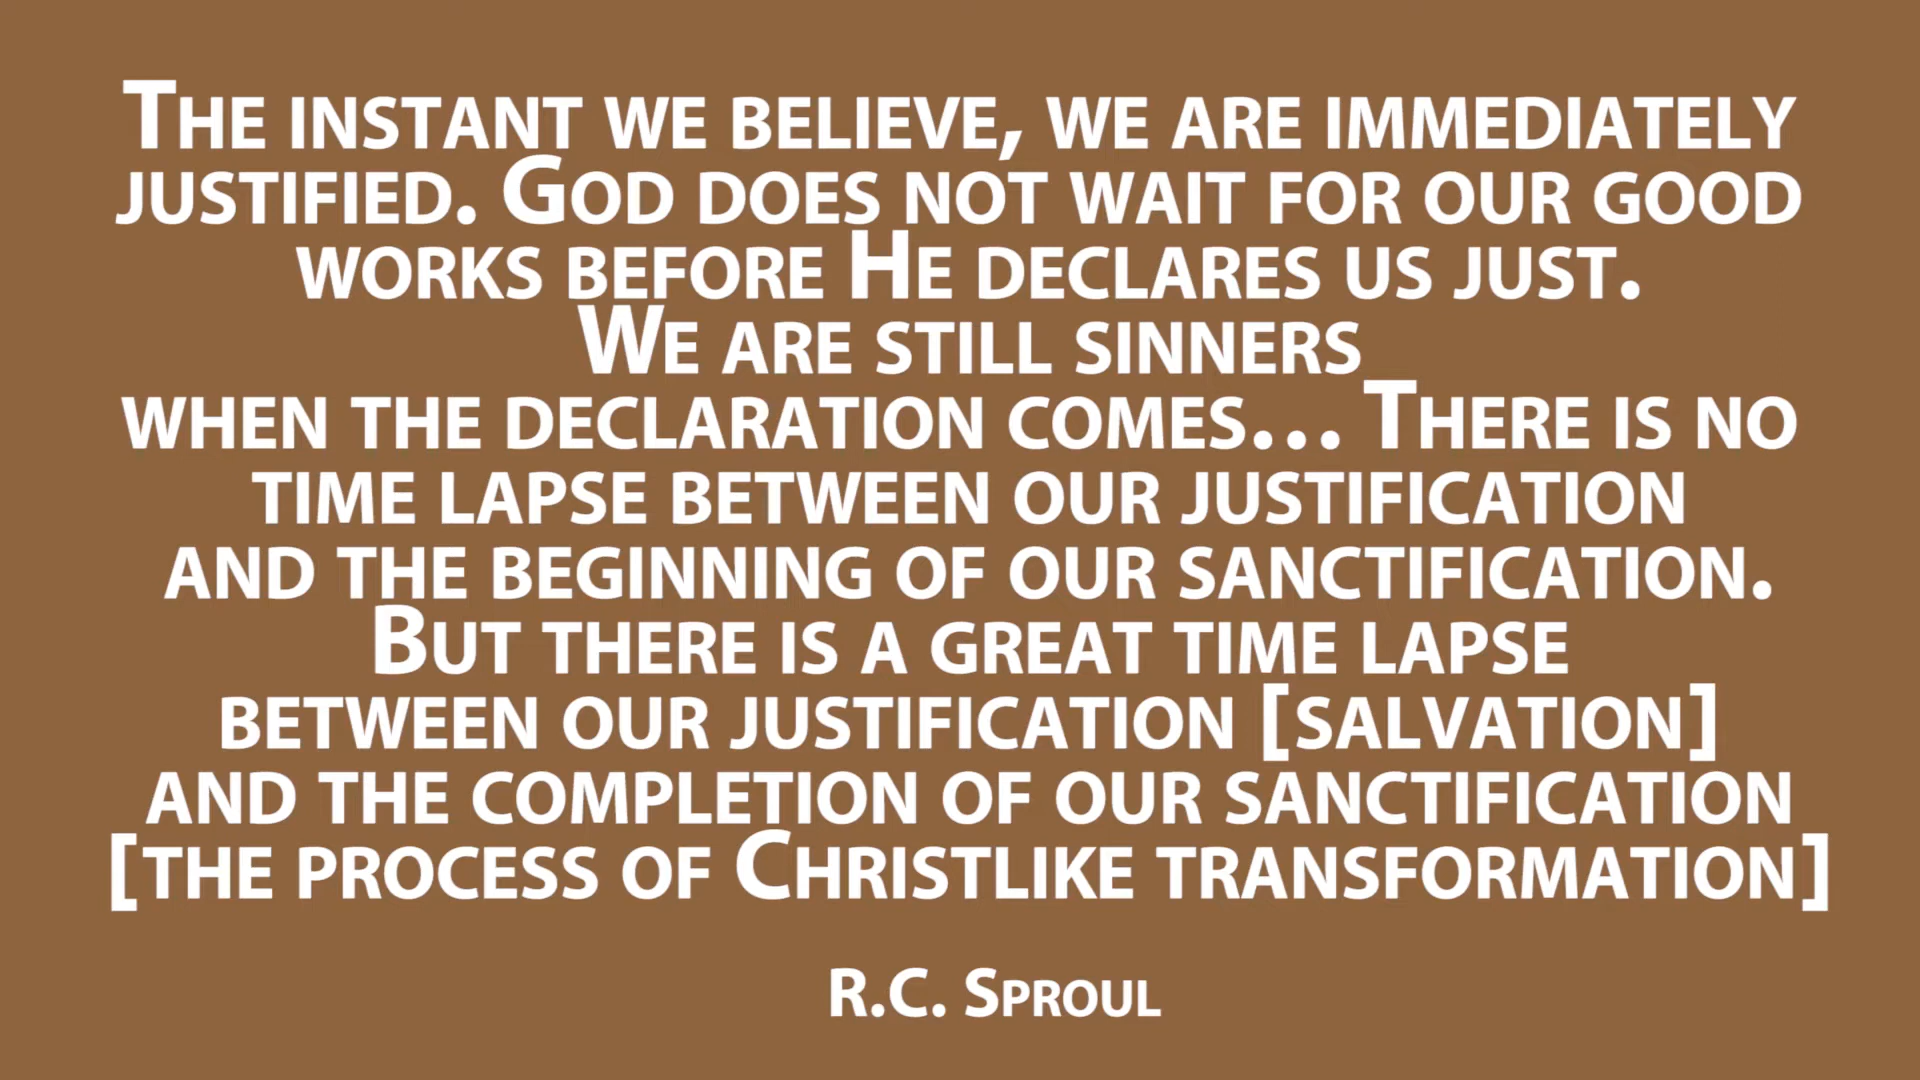 The instant we believe, we are immediately
justified. God does not wait for our good
works before He declares us just.
We are still sinners
when the declaration comes… There is no
time lapse between our justification
and the beginning of our sanctification.
But there is a great time lapse
between our justification [salvation]
and the completion of our sanctification
[the process of Christlike transformation]
R.C. Sproul